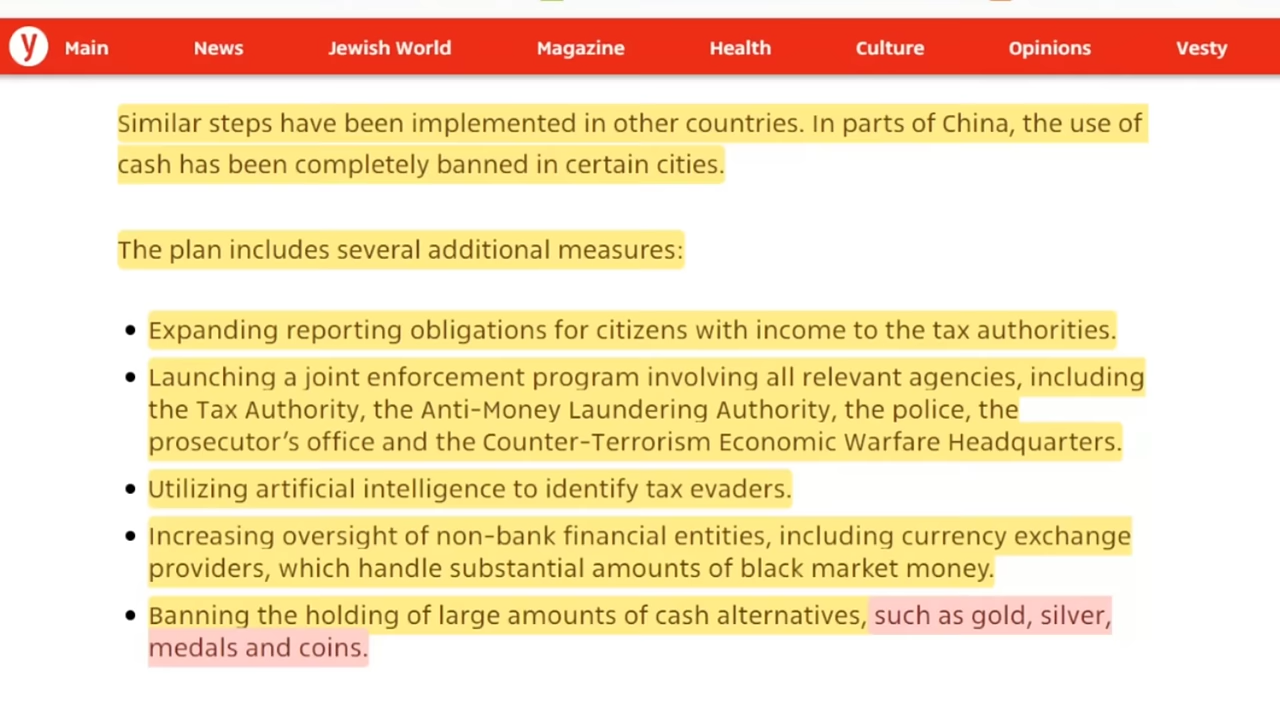 y Main News Jewish World Magazine Health Culture Opinions Vesty
Similar steps have been implemented in other countries. In parts of China, the use of
cash has been completely banned in certain cities.
The plan includes several additional measures:
• Expanding reporting obligations for citizens with income to the tax authorities.
• Launching a joint enforcement program involving all relevant agencies, including
the Tax Authority, the Anti-Money Laundering Authority, the police, the
prosecutor’s office and the Counter-Terrorism Economic Warfare Headquarters.
• Utilizing artificial intelligence to identify tax evaders.
• Increasing oversight of non-bank financial entities, including currency exchange
providers, which handle substantial amounts of black market money.
• Banning the holding of large amounts of cash alternatives, such as gold, silver,
medals and coins.